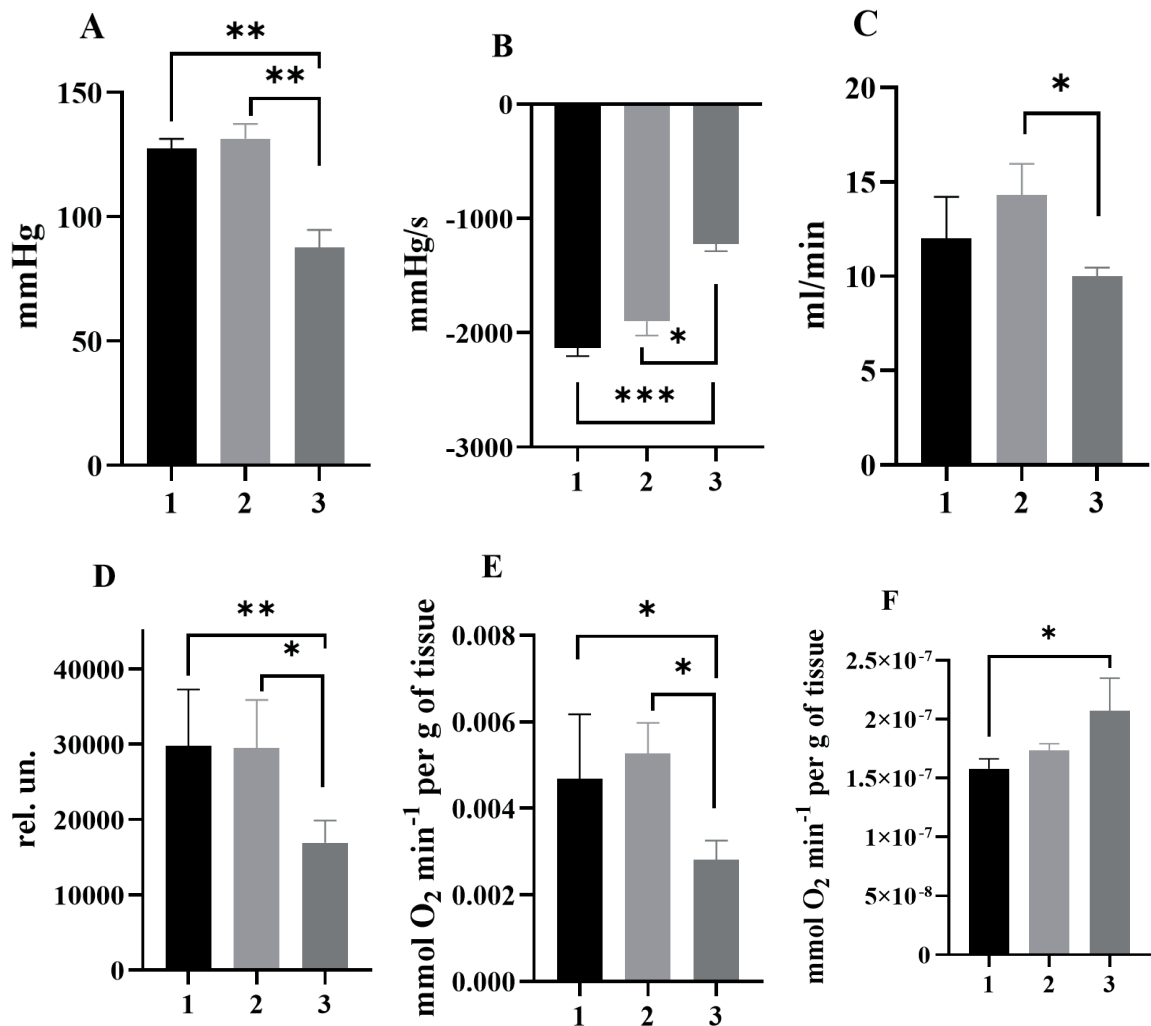 A
**
**
mmHg
150
100
50
0
1 2 3
B
mmHg/s
0
-1000
-2000
-3000
*
***
1 2 3
C
*
ml/min
20
15
10
5
0
1 2 3
D
**
*
rel. un.
40000
30000
20000
10000
0
1 2 3
E
*
*
mmol O₂ min⁻¹ per g of tissue
0.008
0.006
0.004
0.002
0.000
1 2 3
F
*
mmol O₂ min⁻¹ per g of tissue
2.5×10⁻⁷
2×10⁻⁷
1.5×10⁻⁷
1×10⁻⁷
5×10⁻⁸
0
1 2 3